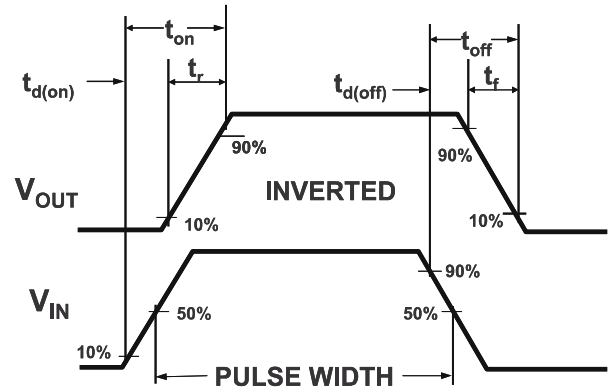 t_on
t_off
t_d(on)
t_r
t_d(off)
t_f
90%
90%
V_OUT
INVERTED
10%
10%
90%
V_IN
50%
50%
10%
PULSE WIDTH